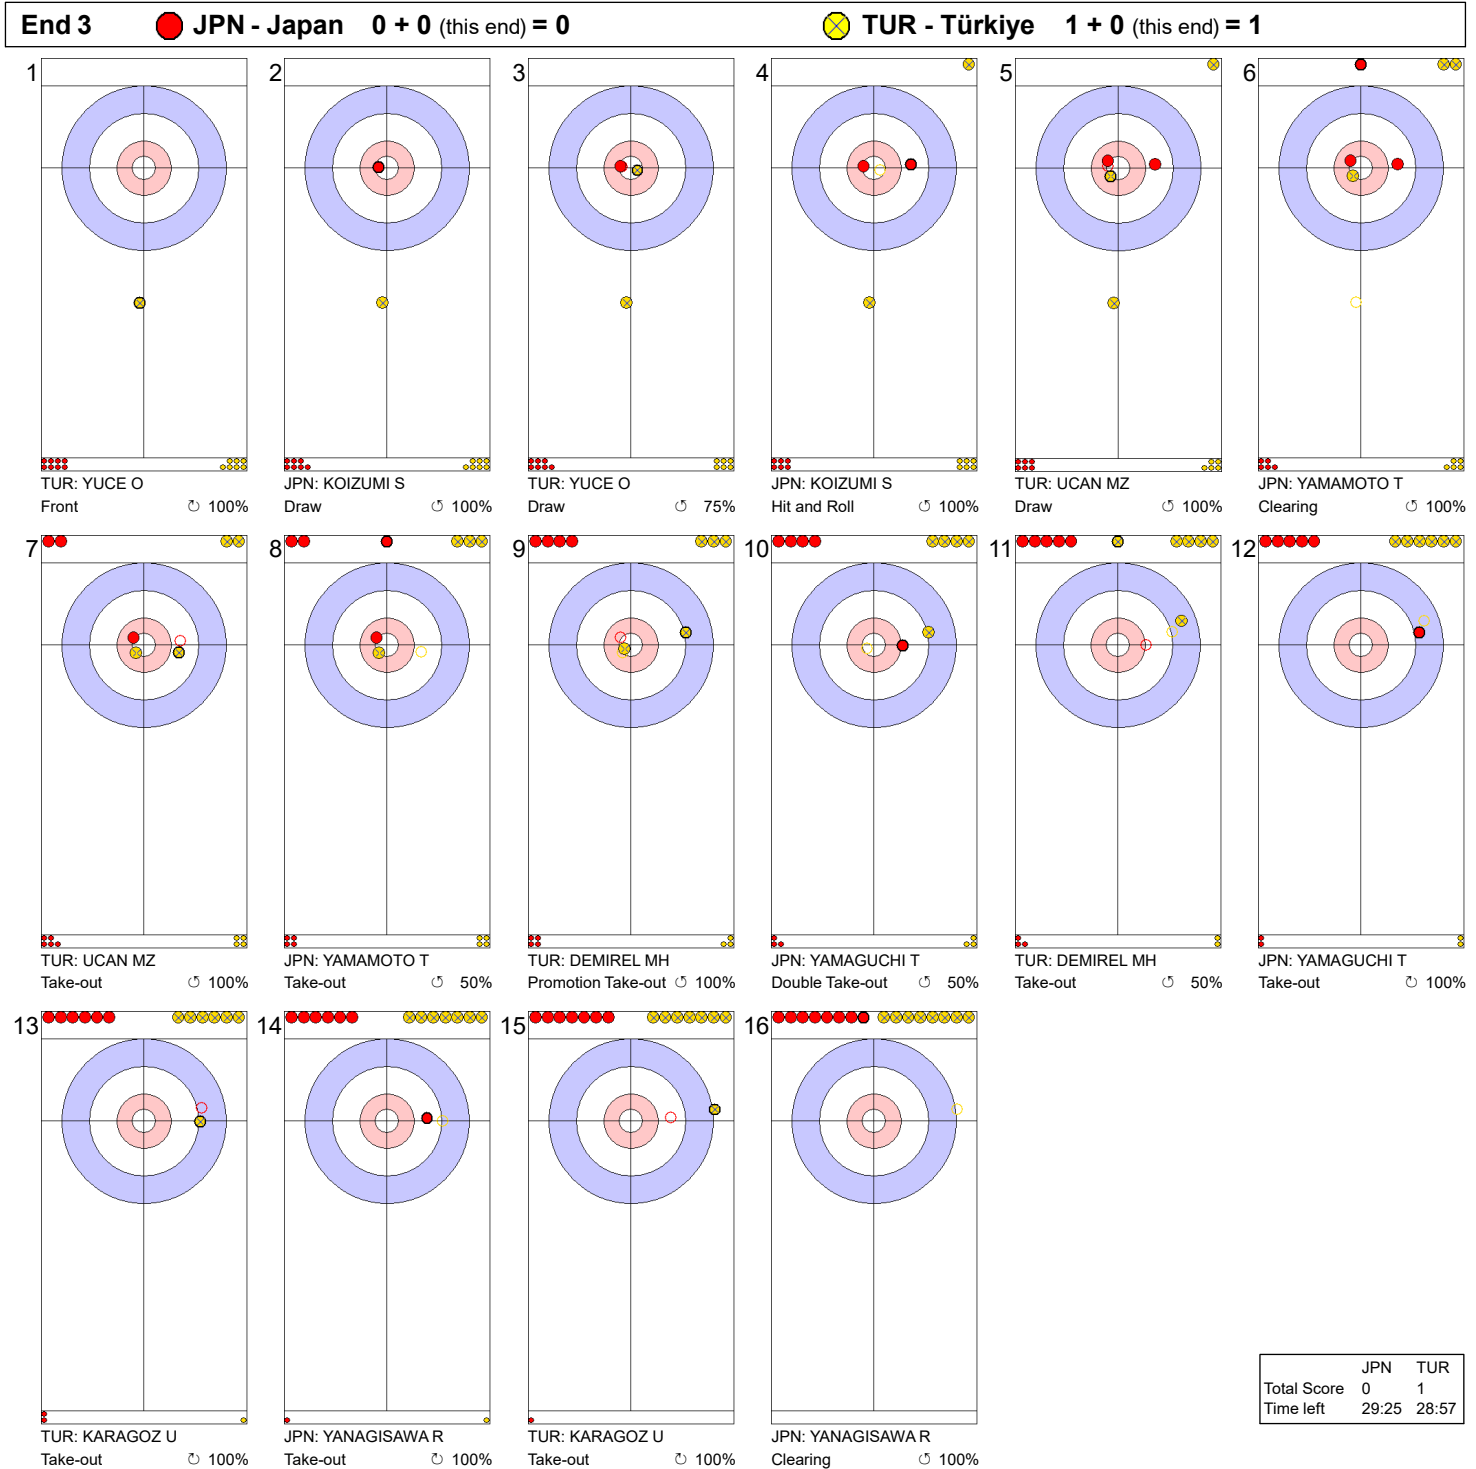 End 3 JPN - Japan 0 + 0 (this end) = 0 TUR - Türkiye 1 + 0 (this end) = 1
1 2 3 4 5 6
TUR: YUCE O JPN: KOIZUMI S TUR: YUCE O JPN: KOIZUMI S TUR: UCAN MZ JPN: YAMAMOTO T
Front ↻ 100% Draw ↺ 100% Draw ↺ 75% Hit and Roll ↺ 100% Draw ↺ 100% Clearing ↻ 100%
7 8 9 10 11 12
TUR: UCAN MZ JPN: YAMAMOTO T TUR: DEMIREL MH JPN: YAMAGUCHI T TUR: DEMIREL MH JPN: YAMAGUCHI T
Take-out ↺ 100% Take-out ↺ 50% Promotion Take-out ↺ 100% Double Take-out ↺ 50% Take-out ↺ 50% Take-out ↻ 100%
13 14 15 16
TUR: KARAGOZ U JPN: YANAGISAWA R TUR: KARAGOZ U JPN: YANAGISAWA R
Take-out ↻ 100% Take-out ↻ 100% Take-out ↻ 100% Clearing ↺ 100%
JPN TUR
Total Score 0 1
Time left 29:25 28:57